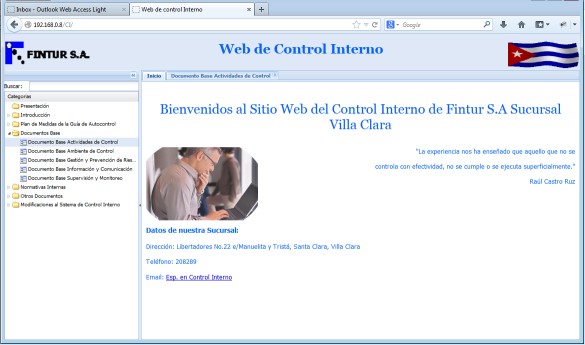 Inbox - Outlook Web Access Light
Web de control Interno
192.168.0.8/CI/
Google
FINTUR S.A.
Web de Control Interno
Buscar:
Categorías
Presentación
Introducción
Plan de Medidas de la Guía de Autocontrol
Documentos Base
Documento Base Actividades de Control
Documento Base Ambiente de Control
Documento Base Gestión y Prevención de Ries...
Documento Base Información y Comunicación
Documento Base Supervisión y Monitoreo
Normativas Internas
Otros Documentos
Modificaciones al Sistema de Control Interno
Inicio
Documento Base Actividades de Control
Bienvenidos al Sitio Web del Control Interno de Fintur S.A Sucursal
Villa Clara
"La experiencia nos ha enseñado que aquello que no se
controla con efectividad, no se cumple o se ejecuta superficialmente."
Raúl Castro Ruz
Datos de nuestra Sucursal:
Dirección: Libertadores No.22 e/Manuelita y Tristá, Santa Clara, Villa Clara
Teléfono: 208289
Email: Esp. en Control Interno